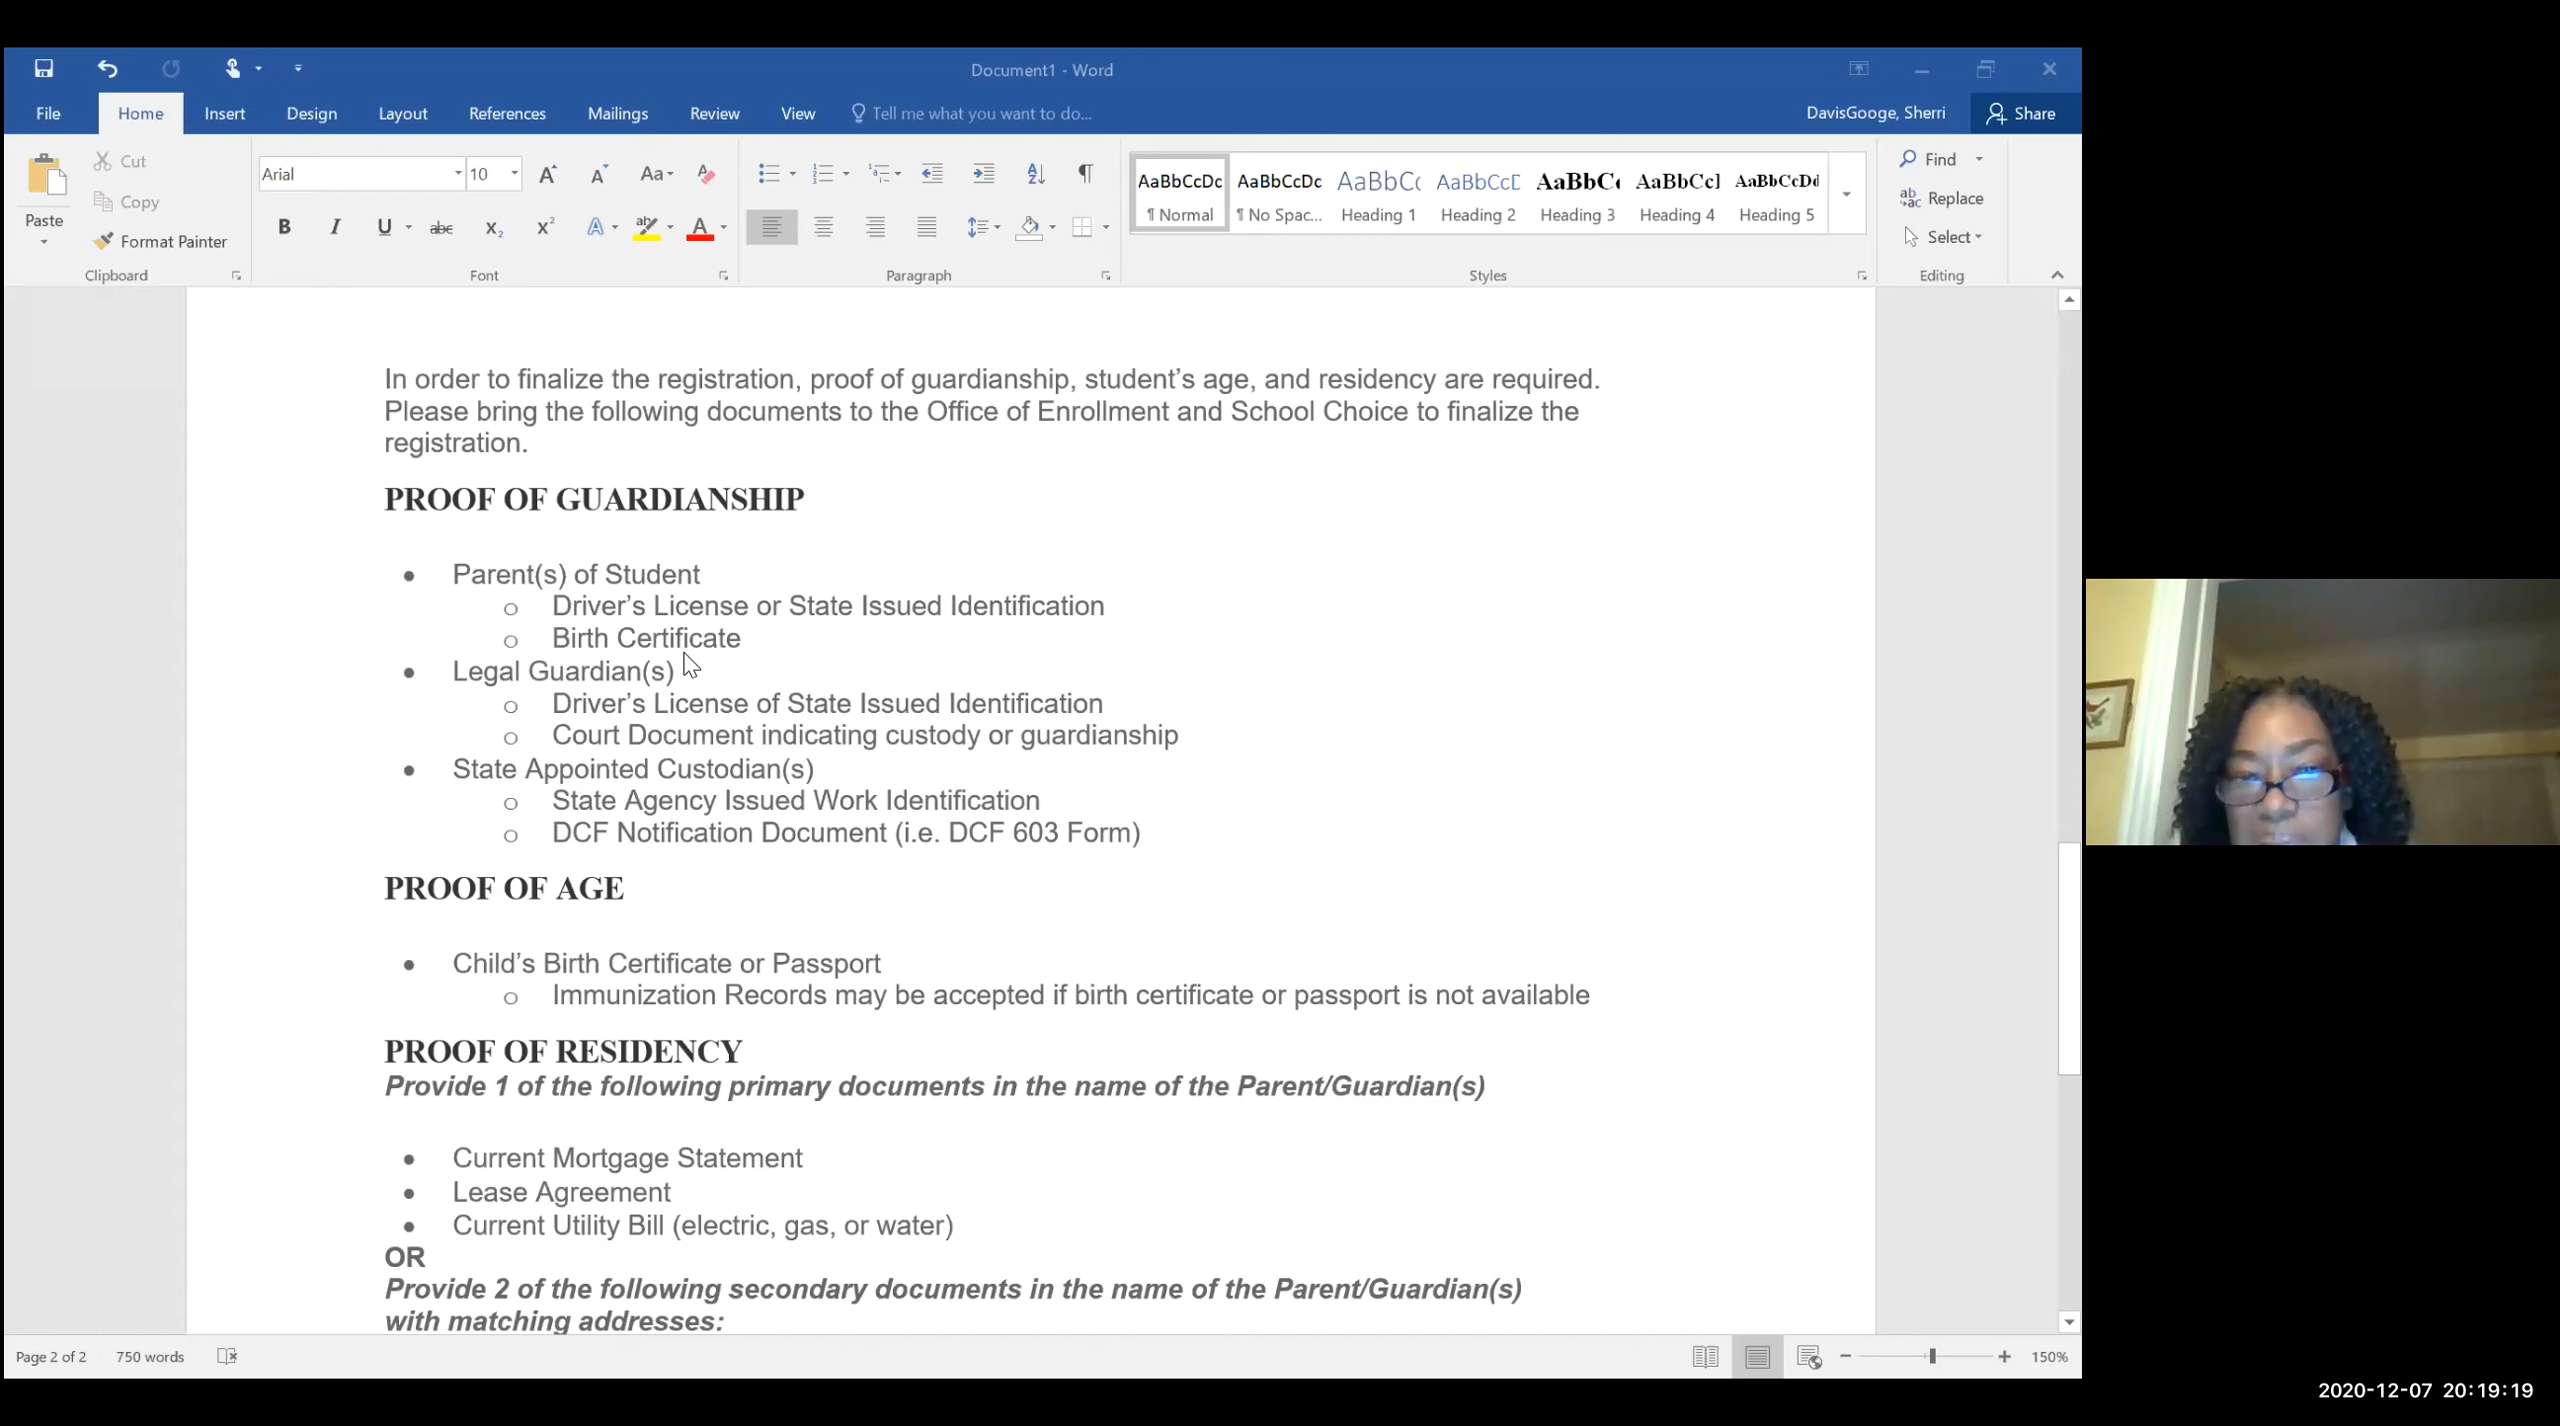 Document1 - Word
File Home Insert Design Layout References Mailings Review View Tell me what you want to do... DavisGooge, Sherri Share
Paste
Cut
Copy
Format Painter
Clipboard
Arial 10
Aa
B I U abc X₂ X² A ab A
Font
Paragraph
AaBbCcDc AaBbCcDc AaBbCc AaBbCcD AaBbCc AaBbCcI AaBbCcDd
¶ Normal ¶ No Spac... Heading 1 Heading 2 Heading 3 Heading 4 Heading 5
Styles
Find
Replace
Select
Editing
In order to finalize the registration, proof of guardianship, student’s age, and residency are required.
Please bring the following documents to the Office of Enrollment and School Choice to finalize the
registration.
PROOF OF GUARDIANSHIP
• Parent(s) of Student
o Driver’s License or State Issued Identification
o Birth Certificate
• Legal Guardian(s)
o Driver’s License of State Issued Identification
o Court Document indicating custody or guardianship
• State Appointed Custodian(s)
o State Agency Issued Work Identification
o DCF Notification Document (i.e. DCF 603 Form)
PROOF OF AGE
• Child’s Birth Certificate or Passport
o Immunization Records may be accepted if birth certificate or passport is not available
PROOF OF RESIDENCY
Provide 1 of the following primary documents in the name of the Parent/Guardian(s)
• Current Mortgage Statement
• Lease Agreement
• Current Utility Bill (electric, gas, or water)
OR
Provide 2 of the following secondary documents in the name of the Parent/Guardian(s)
with matching addresses:
Page 2 of 2 750 words 150%
2020-12-07 20:19:19